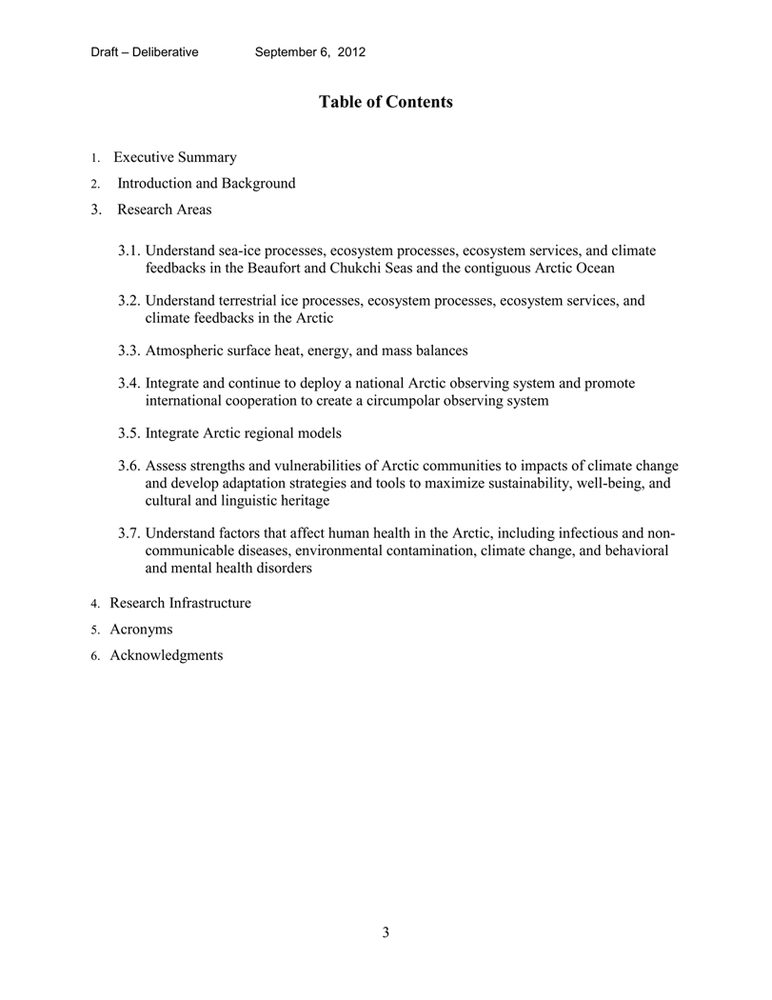 Draft – Deliberative September 6, 2012
Table of Contents
1. Executive Summary
2. Introduction and Background
3. Research Areas
3.1. Understand sea-ice processes, ecosystem processes, ecosystem services, and climate
feedbacks in the Beaufort and Chukchi Seas and the contiguous Arctic Ocean
3.2. Understand terrestrial ice processes, ecosystem processes, ecosystem services, and
climate feedbacks in the Arctic
3.3. Atmospheric surface heat, energy, and mass balances
3.4. Integrate and continue to deploy a national Arctic observing system and promote
international cooperation to create a circumpolar observing system
3.5. Integrate Arctic regional models
3.6. Assess strengths and vulnerabilities of Arctic communities to impacts of climate change
and develop adaptation strategies and tools to maximize sustainability, well-being, and
cultural and linguistic heritage
3.7. Understand factors that affect human health in the Arctic, including infectious and non-
communicable diseases, environmental contamination, climate change, and behavioral
and mental health disorders
4. Research Infrastructure
5. Acronyms
6. Acknowledgments
3